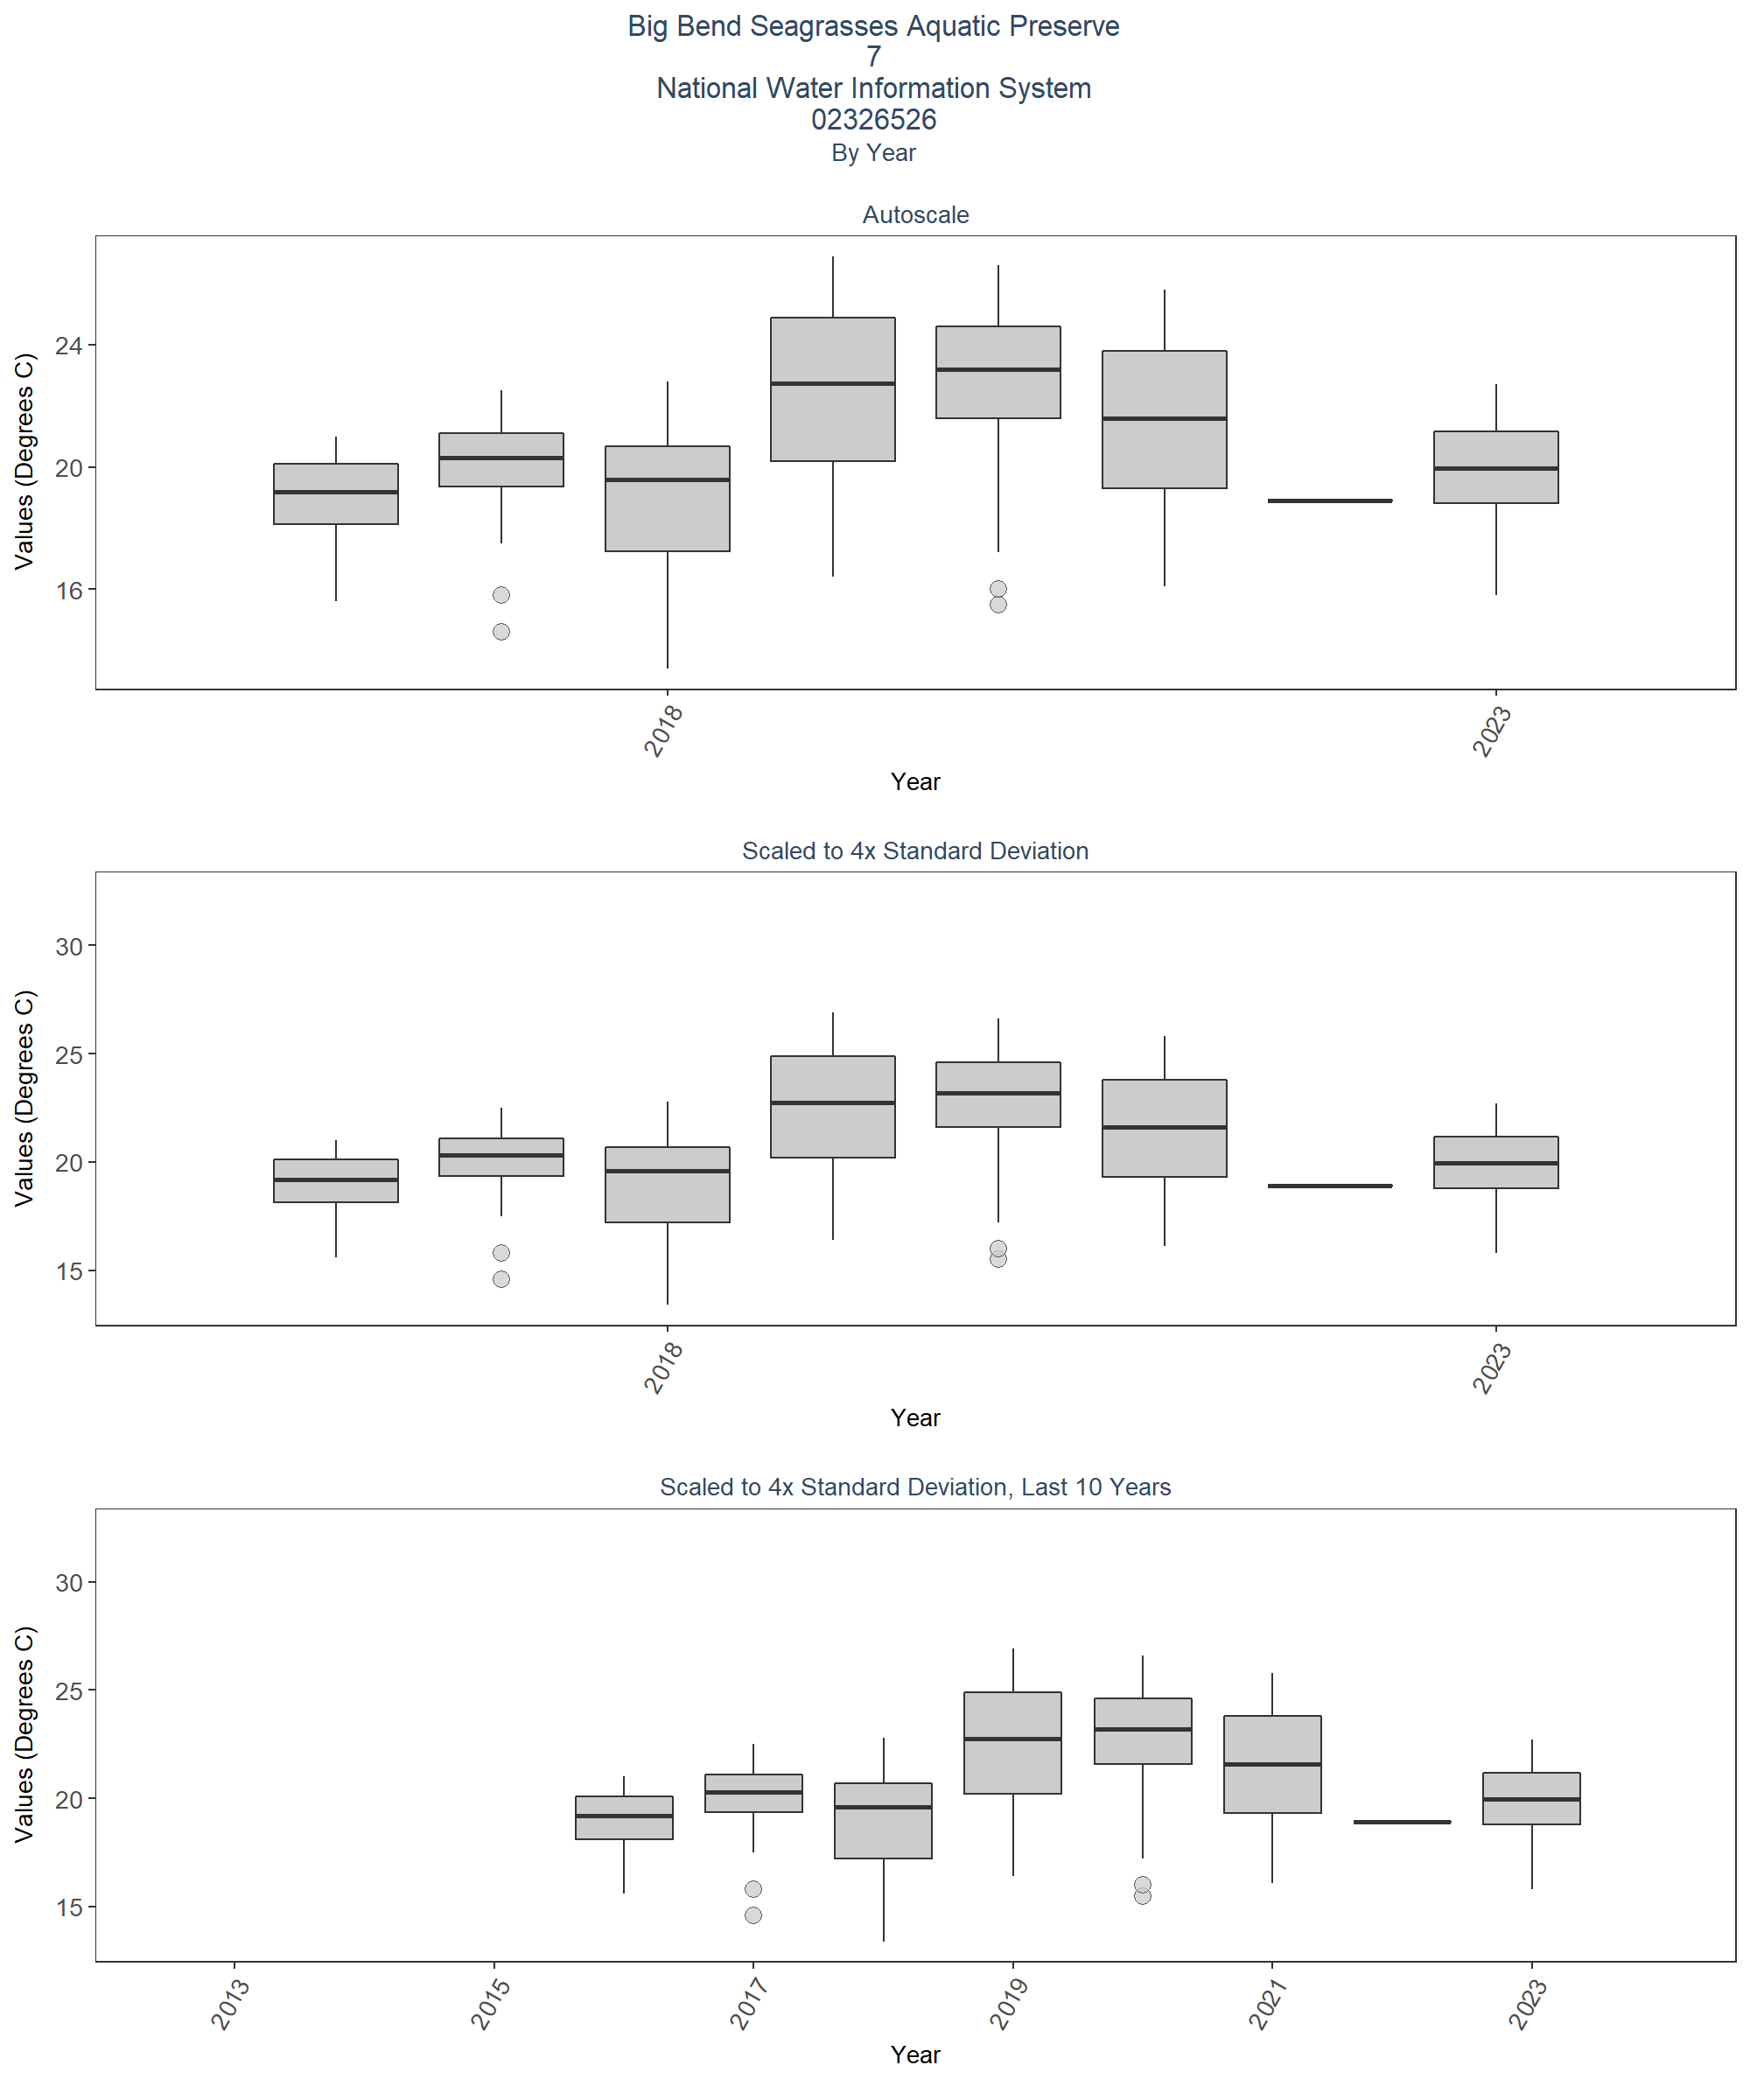 Big Bend Seagrasses Aquatic Preserve
7
National Water Information System
02326526
By Year
Autoscale
Values (Degrees C)
24
20
16
2018
2023
Year
Scaled to 4x Standard Deviation
Values (Degrees C)
30
25
20
15
2018
2023
Year
Scaled to 4x Standard Deviation, Last 10 Years
Values (Degrees C)
30
25
20
15
2013
2015
2017
2019
2021
2023
Year